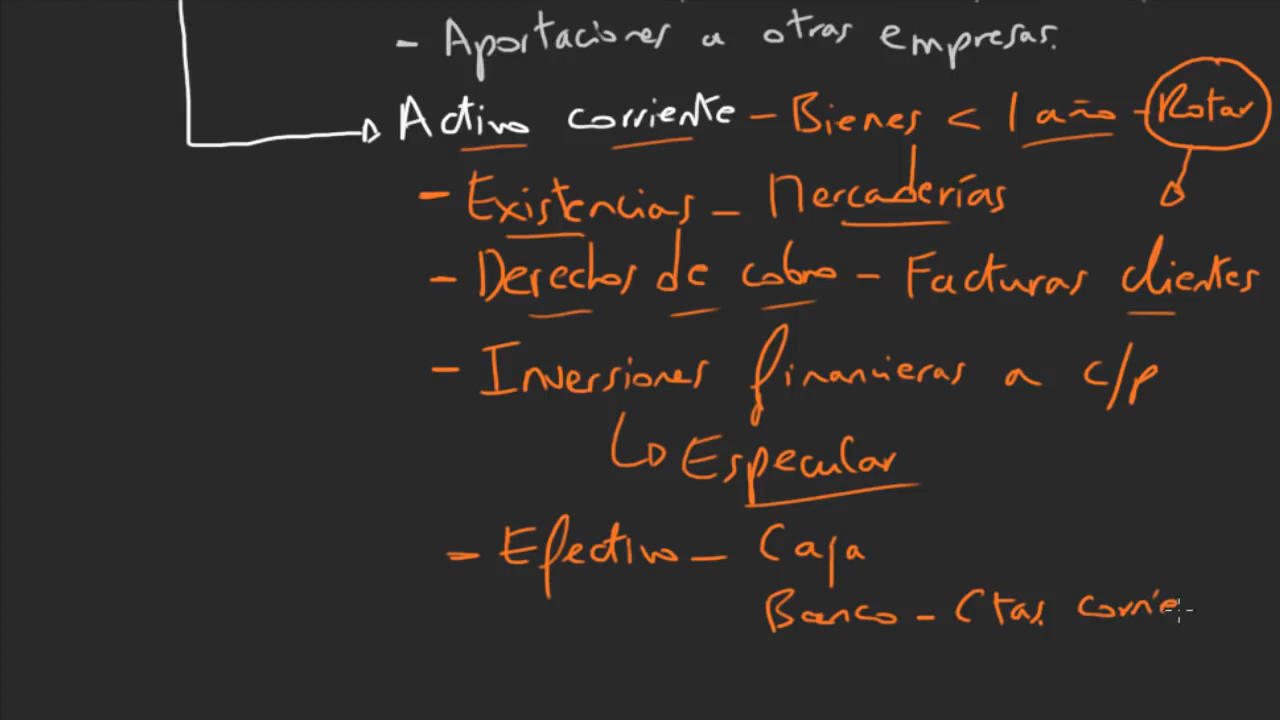 - Aportaciones a otras empresas.
Activo corriente - Bienes < 1 año - Rotar
- Existencias - Mercaderías
- Derechos de cobro - Facturas clientes
- Inversiones financieras a c/p
Especular
- Efectivo - Caja
Banco - Ctas. corrie